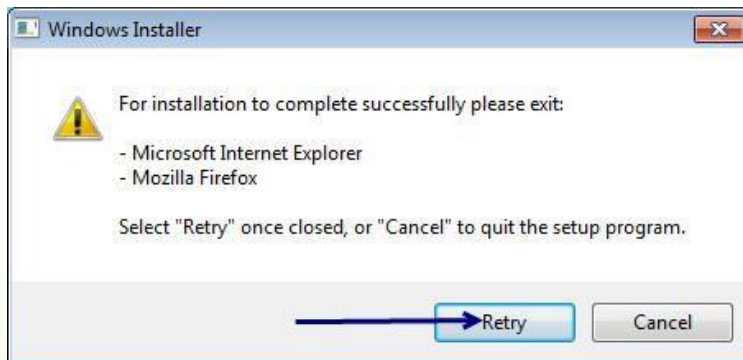 Windows Installer
For installation to complete successfully please exit:
- Microsoft Internet Explorer
- Mozilla Firefox
Select "Retry" once closed, or "Cancel" to quit the setup program.
Retry
Cancel